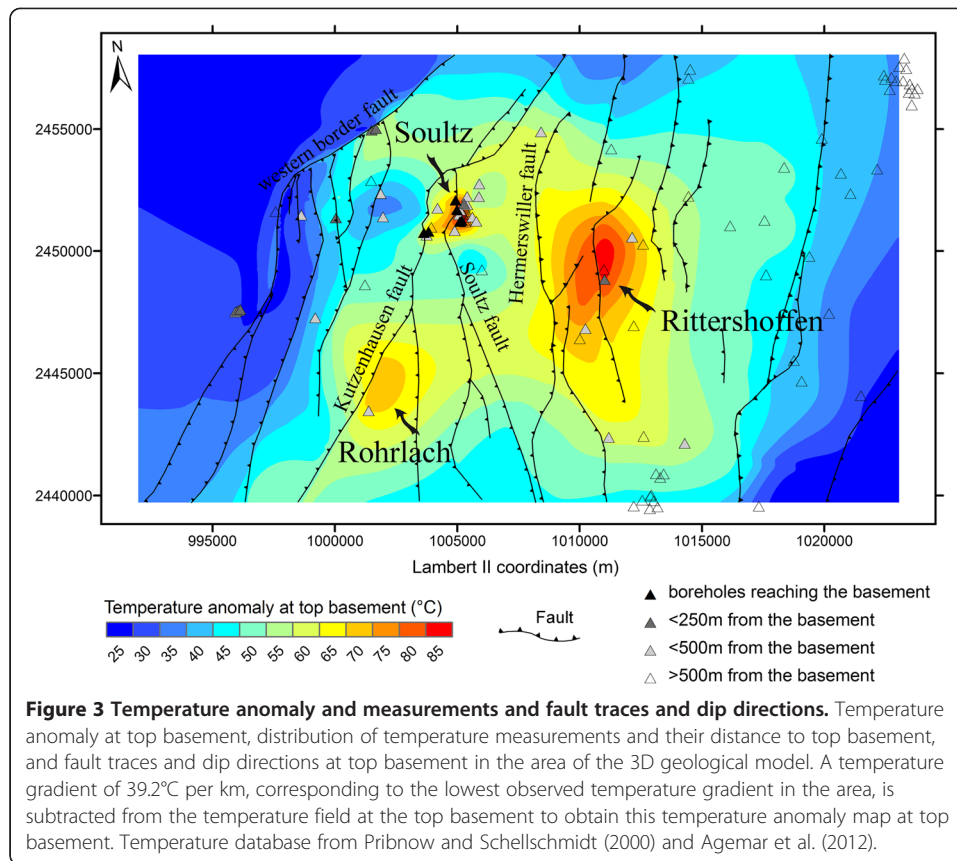 N
2455000
2450000
2445000
2440000
western border fault
Soultz
Hermerswiller fault
Kutzenhausen fault
Soultz fault
Rittershoffen
Rohrlach
995000 1000000 1005000 1010000 1015000 1020000
Lambert II coordinates (m)
Temperature anomaly at top basement (°C)
25 30 35 40 45 50 55 60 65 70 75 80 85
Fault
boreholes reaching the basement
<250m from the basement
<500m from the basement
>500m from the basement
Figure 3 Temperature anomaly and measurements and fault traces and dip directions. Temperature
anomaly at top basement, distribution of temperature measurements and their distance to top basement,
and fault traces and dip directions at top basement in the area of the 3D geological model. A temperature
gradient of 39.2°C per km, corresponding to the lowest observed temperature gradient in the area, is
subtracted from the temperature field at the top basement to obtain this temperature anomaly map at top
basement. Temperature database from Pribnow and Schellschmidt (2000) and Agemar et al. (2012).